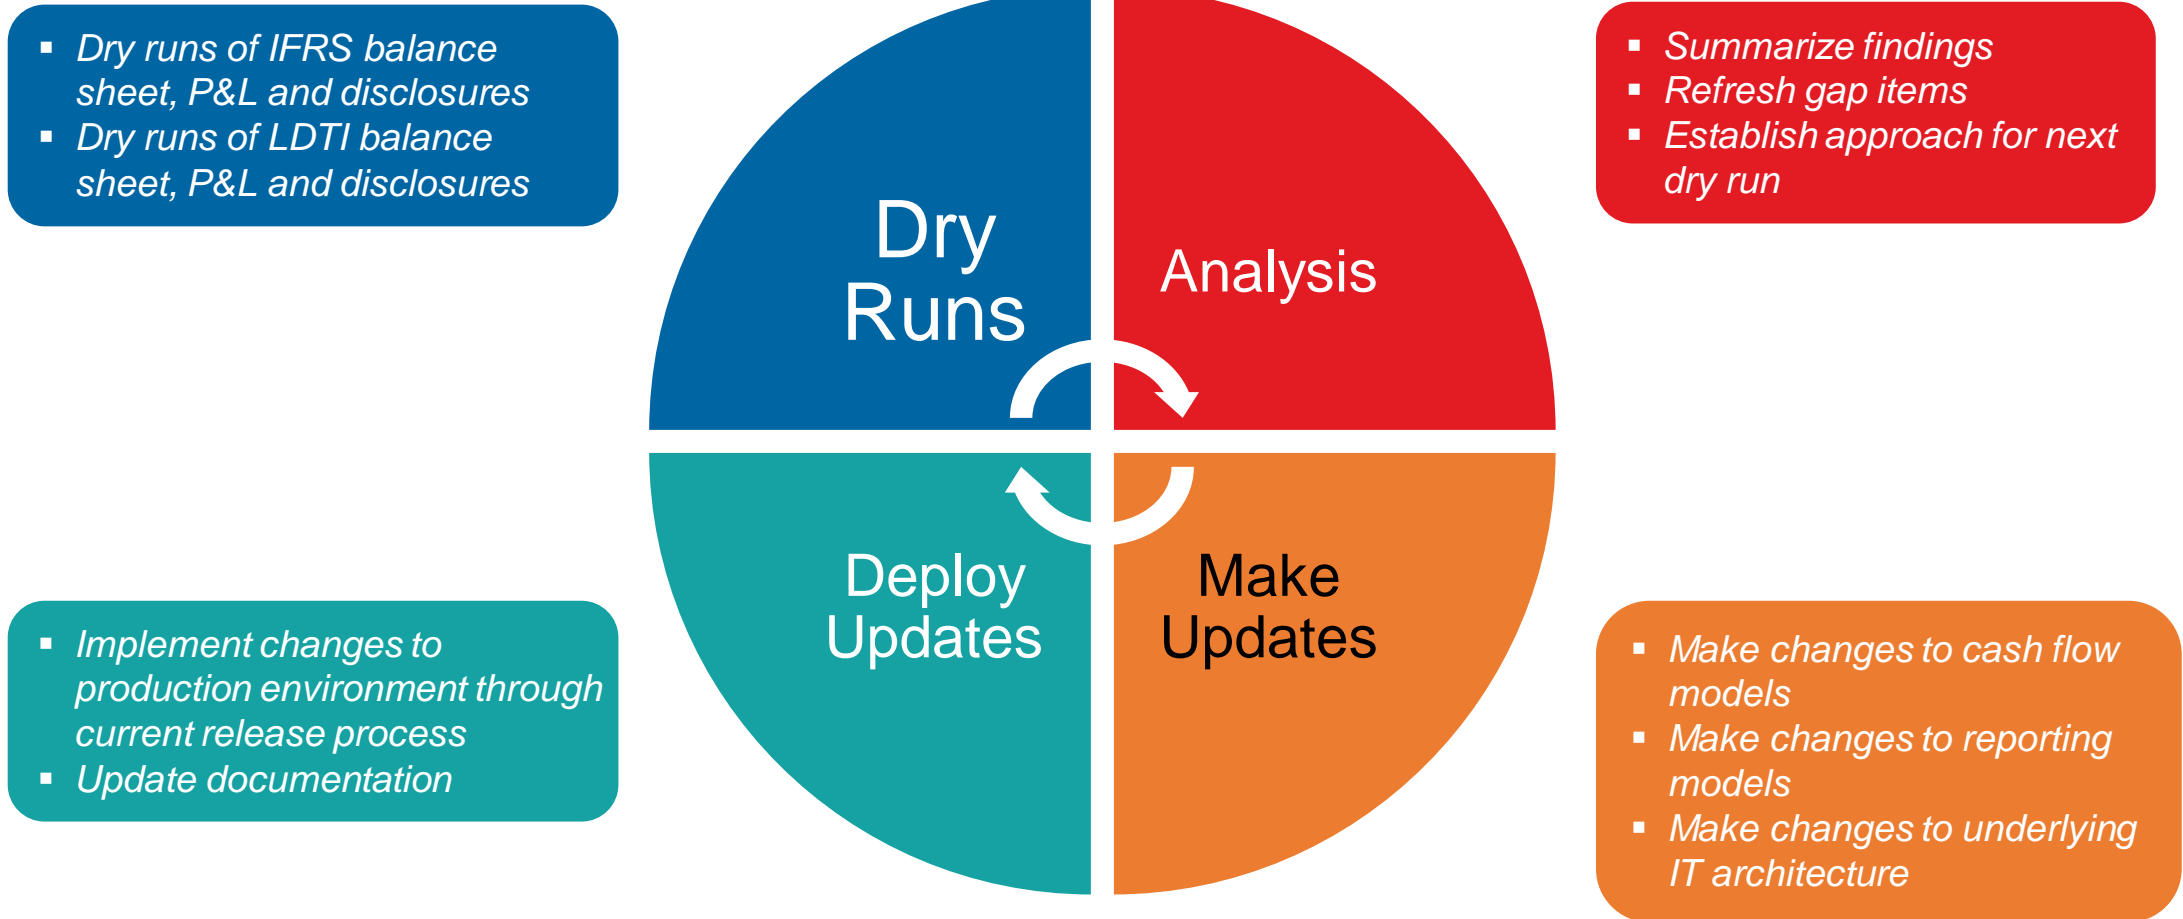 ▪ Dry runs of IFRS balance
sheet, P&L and disclosures
▪ Dry runs of LDTI balance
sheet, P&L and disclosures
Dry
Runs
Analysis
▪ Summarize findings
▪ Refresh gap items
▪ Establish approach for next
dry run
▪ Implement changes to
production environment through
current release process
▪ Update documentation
Deploy
Updates
Make
Updates
▪ Make changes to cash flow
models
▪ Make changes to reporting
models
▪ Make changes to underlying
IT architecture